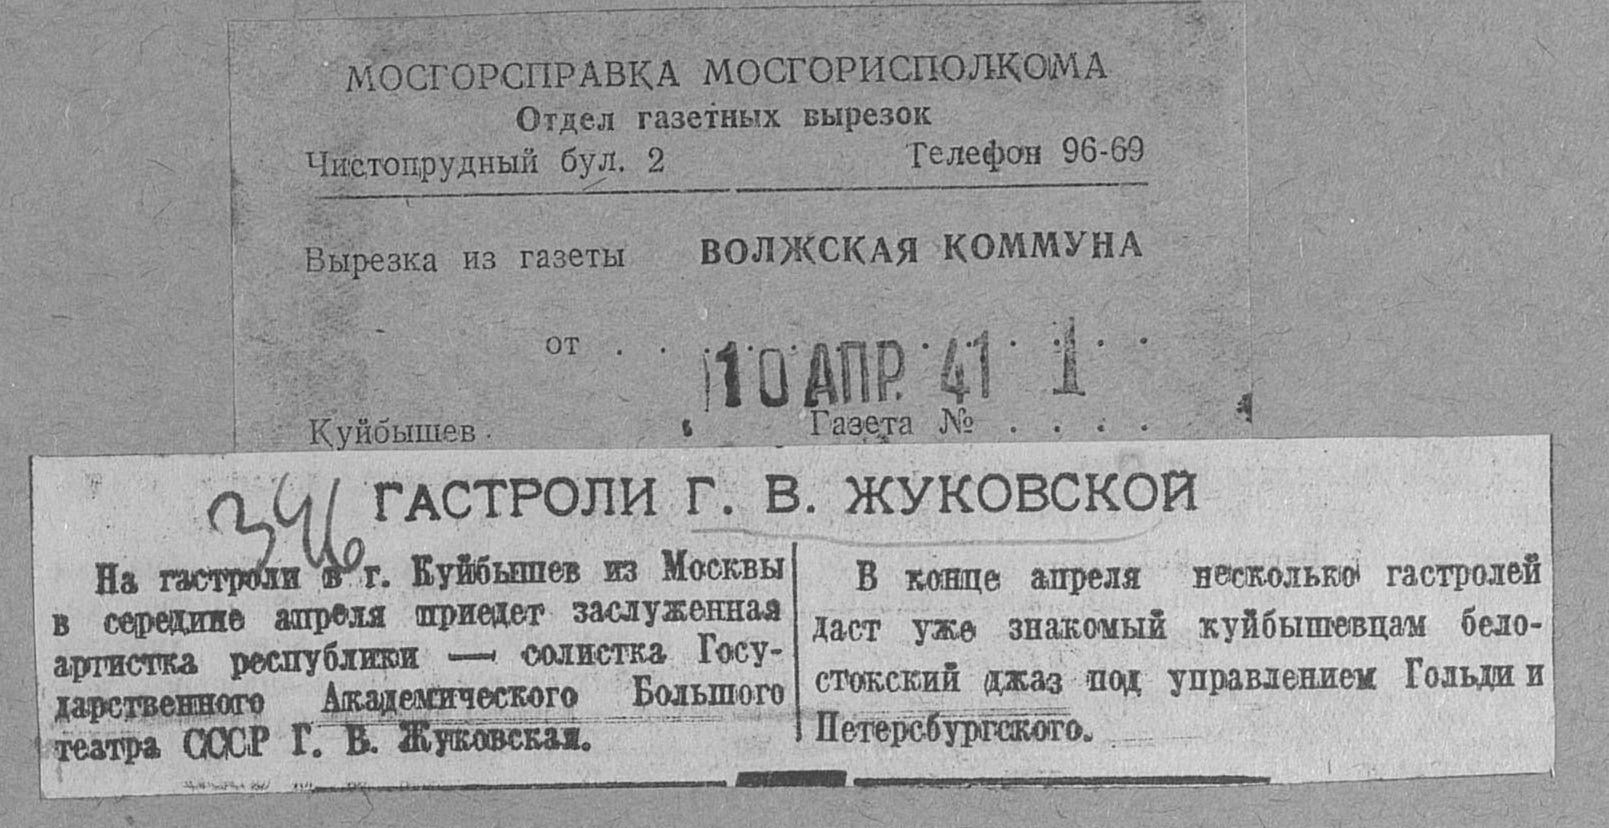 МОСГОРСПРАВКА МОСГОРИСПОЛКОМА
Отдел газетных вырезок
Чистопрудный бул. 2 Телефон 96-69
Вырезка из газеты ВОЛЖСКАЯ КОММУНА
от . . . . . . . . .
10 АПР. 41 1
Куйбышев. Газета № . . . .
346
ГАСТРОЛИ Г. В. ЖУКОВСКОЙ
На гастроли в г. Куйбышев из Москвы
в середине апреля приедет заслуженная
артистка республики — солистка Госу-
дарственного Академического Большого
театра СССР Г. В. Жуковская.
В конце апреля несколько гастролей
даст уже знакомый куйбышевцам бело-
стокский джаз под управлением Гольди и
Петерсбургского.